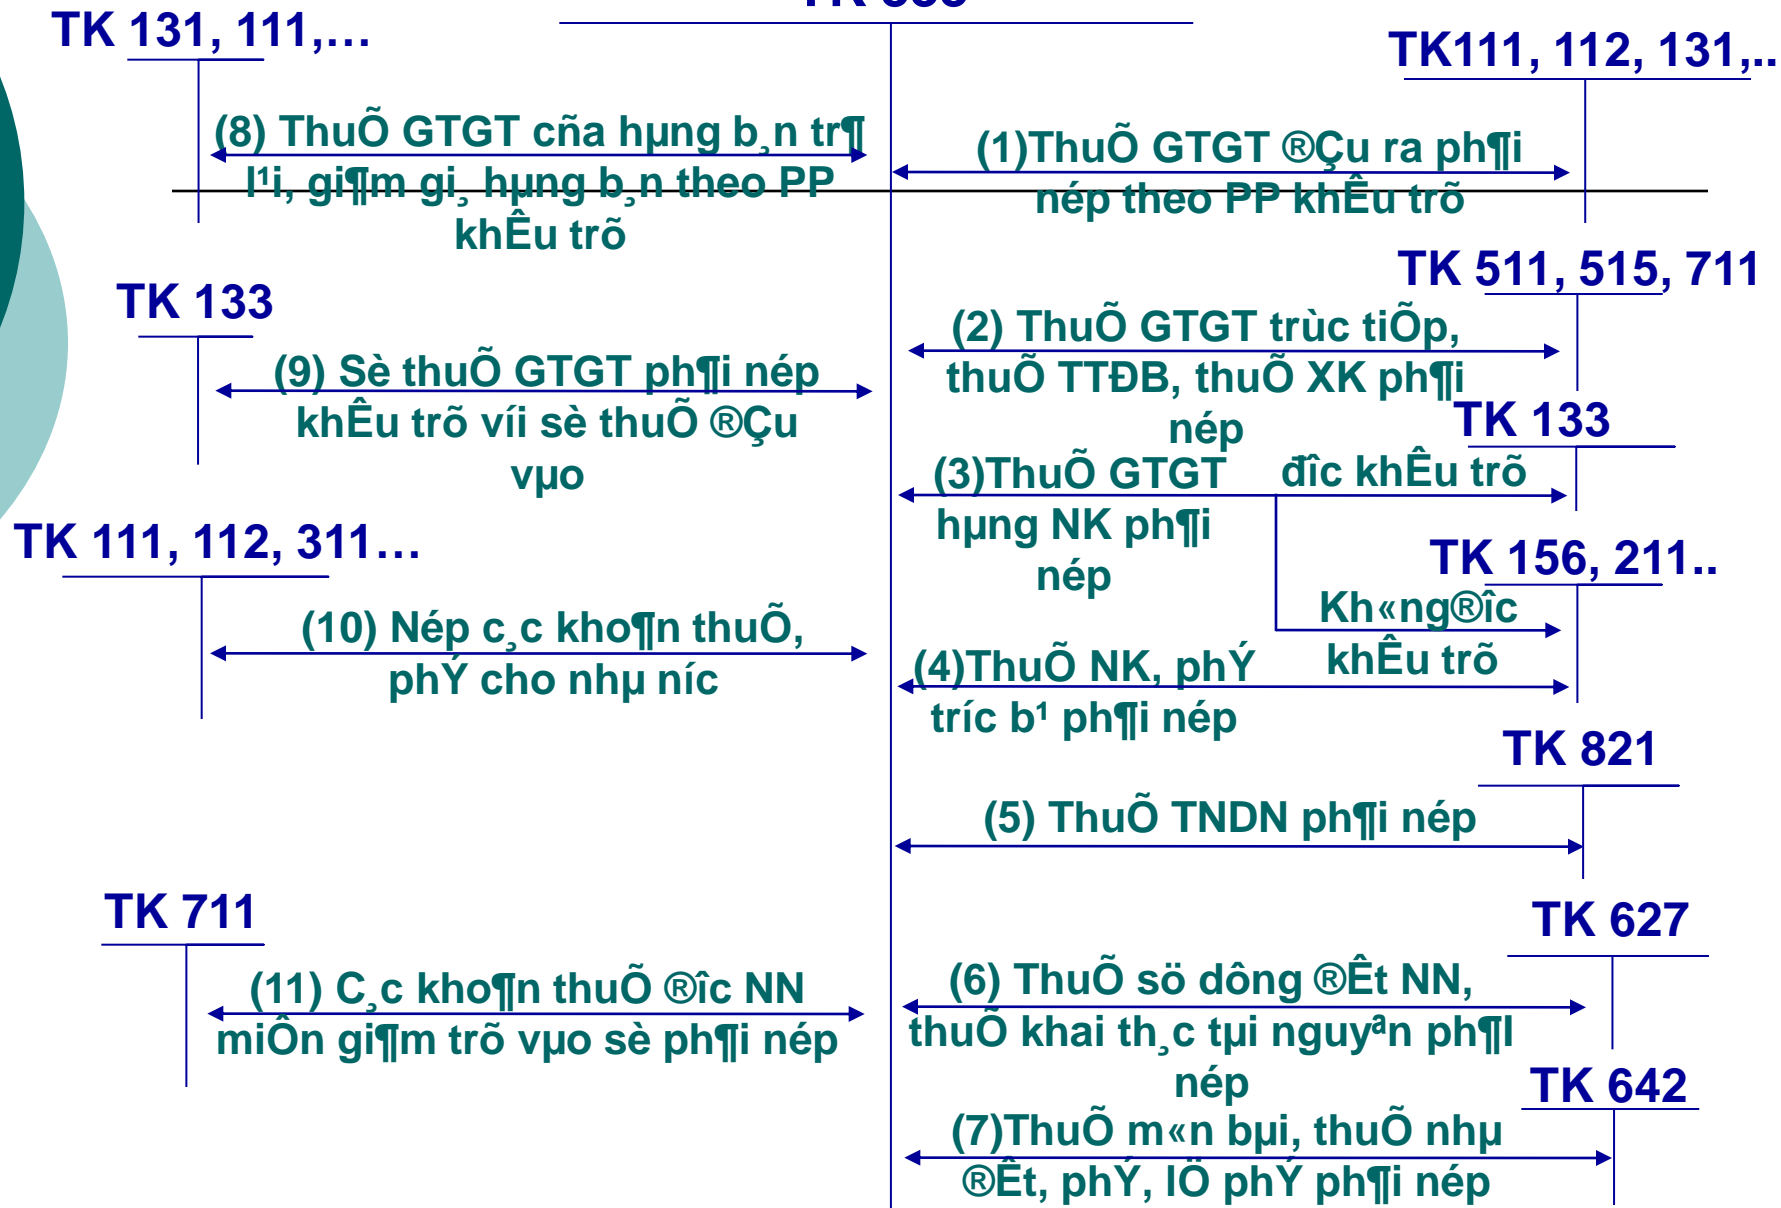 TK 131, 111,…
TK111, 112, 131,..
(8) ThuÕ GTGT cña hµng b¸n tr¶
l¹i, gi¶m gi¸ hµng b¸n theo PP
khÊu trõ
(1)ThuÕ GTGT ®Çu ra ph¶i
nép theo PP khÊu trõ
TK 133
TK 511, 515, 711
(9) Sè thuÕ GTGT ph¶i nép
khÊu trõ víi sè thuÕ ®Çu
vµo
(2) ThuÕ GTGT trùc tiÕp,
thuÕ TTĐB, thuÕ XK ph¶i
nép
TK 133
(3)ThuÕ GTGT
hµng NK ph¶i
nép
đîc khÊu trõ
TK 111, 112, 311…
TK 156, 211..
Kh«ng®îc
khÊu trõ
(10) Nép c¸c kho¶n thuÕ,
phÝ cho nhµ níc
(4)ThuÕ NK, phÝ
tríc b¹ ph¶i nép
TK 821
(5) ThuÕ TNDN ph¶i nép
TK 711
TK 627
(11) C¸c kho¶n thuÕ ®îc NN
miÔn gi¶m trõ vµo sè ph¶i nép
(6) ThuÕ sö dông ®Êt NN,
thuÕ khai th¸c tµi nguyªn ph¶I
nép
TK 642
(7)ThuÕ m«n bµi, thuÕ nhµ
®Êt, phÝ, lÖ phÝ ph¶i nép